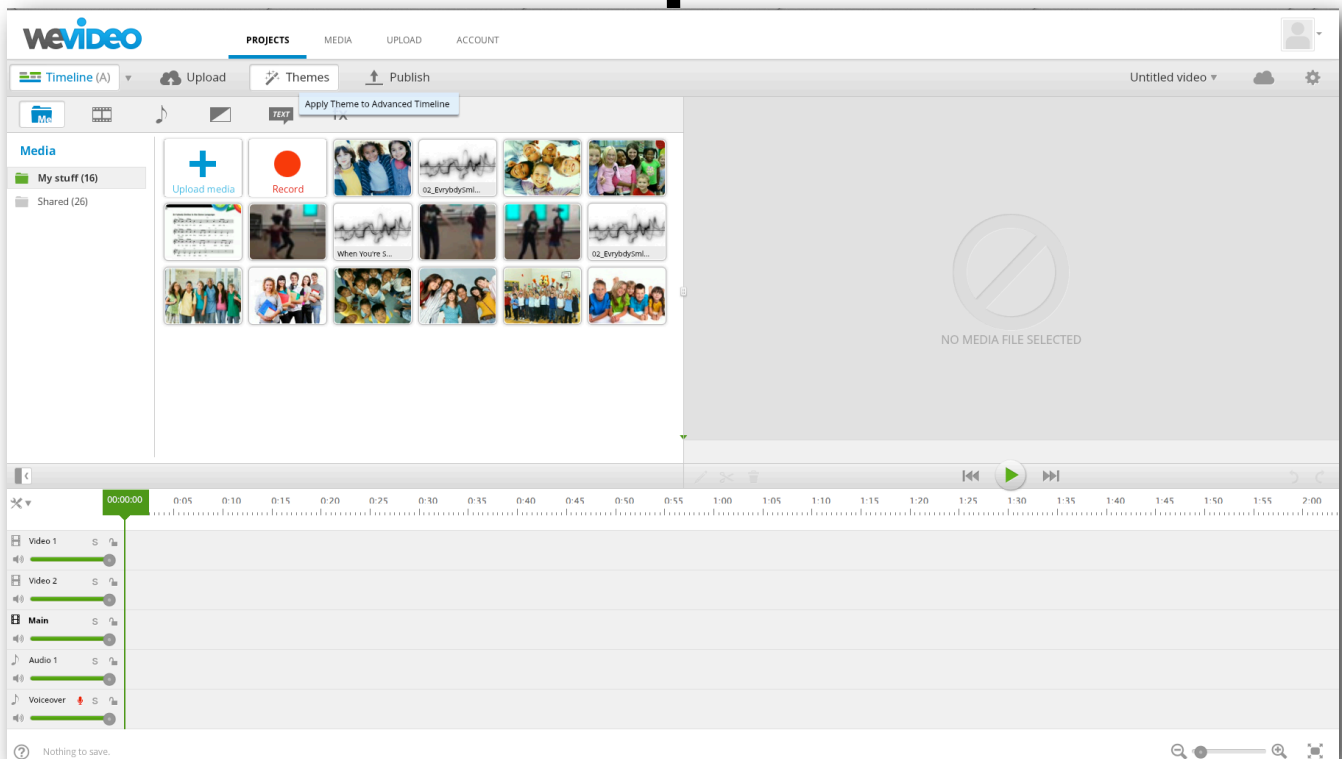 WEVIDEO
PROJECTS MEDIA UPLOAD ACCOUNT
Timeline (A) Upload Themes Publish Untitled video
Apply Theme to Advanced Timeline
Me TEXT
Media
My stuff (16)
Shared (26)
Upload media Record 02_EvrybdySmi...
When You're S... 02_EvrybdySmi...
NO MEDIA FILE SELECTED
00:00:00 0:05 0:10 0:15 0:20 0:25 0:30 0:35 0:40 0:45 0:50 0:55 1:00 1:05 1:10 1:15 1:20 1:25 1:30 1:35 1:40 1:45 1:50 1:55 2:00
Video 1 S
Video 2 S
Main S
Audio 1 S
Voiceover S
Nothing to save.